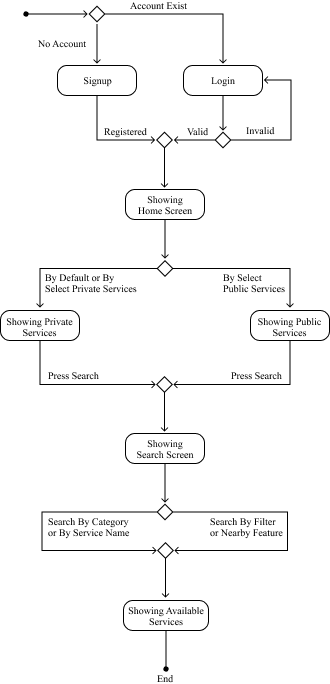 Account Exist
No Account
Signup
Login
Registered
Valid
Invalid
Showing
Home Screen
By Default or By
Select Private Services
By Select
Public Services
Showing Private
Services
Showing Public
Services
Press Search
Press Search
Showing
Search Screen
Search By Category
or By Service Name
Search By Filter
or Nearby Feature
Showing Available
Services
End